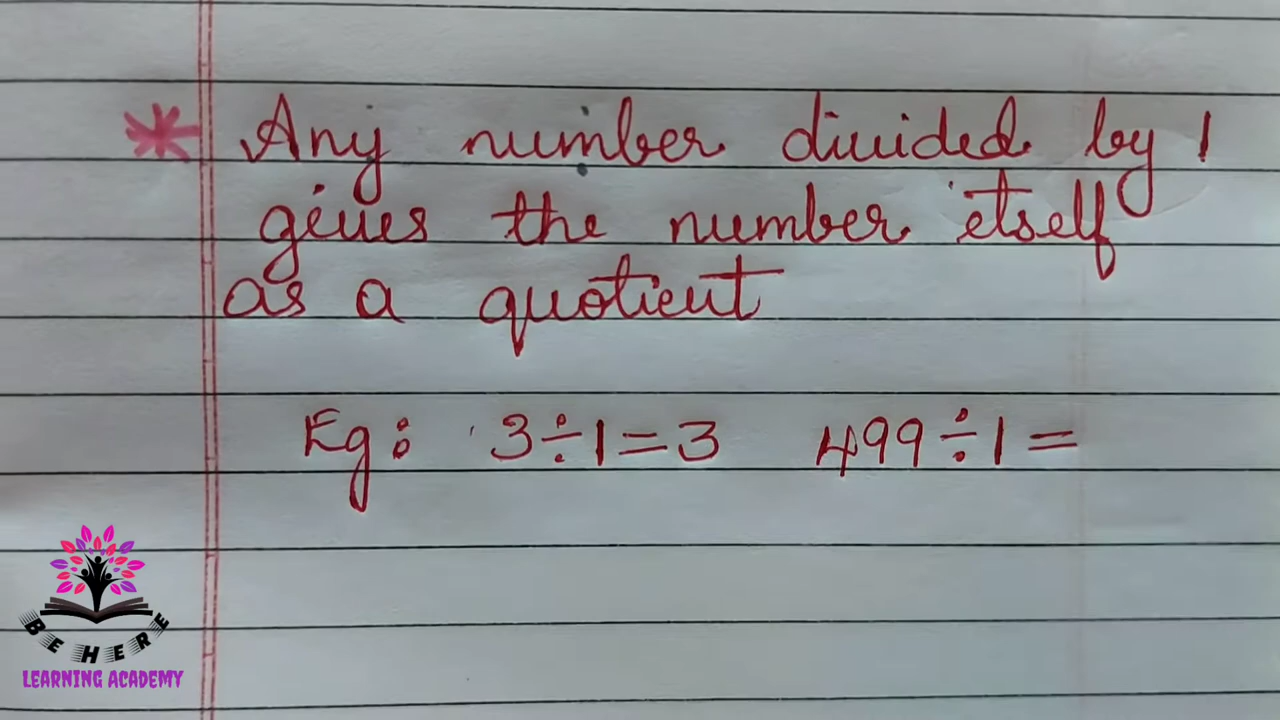 * Any number divided by 1
gives the number itself
as a quotient
Eg: 3÷1=3 499÷1=
BE HERE
LEARNING ACADEMY